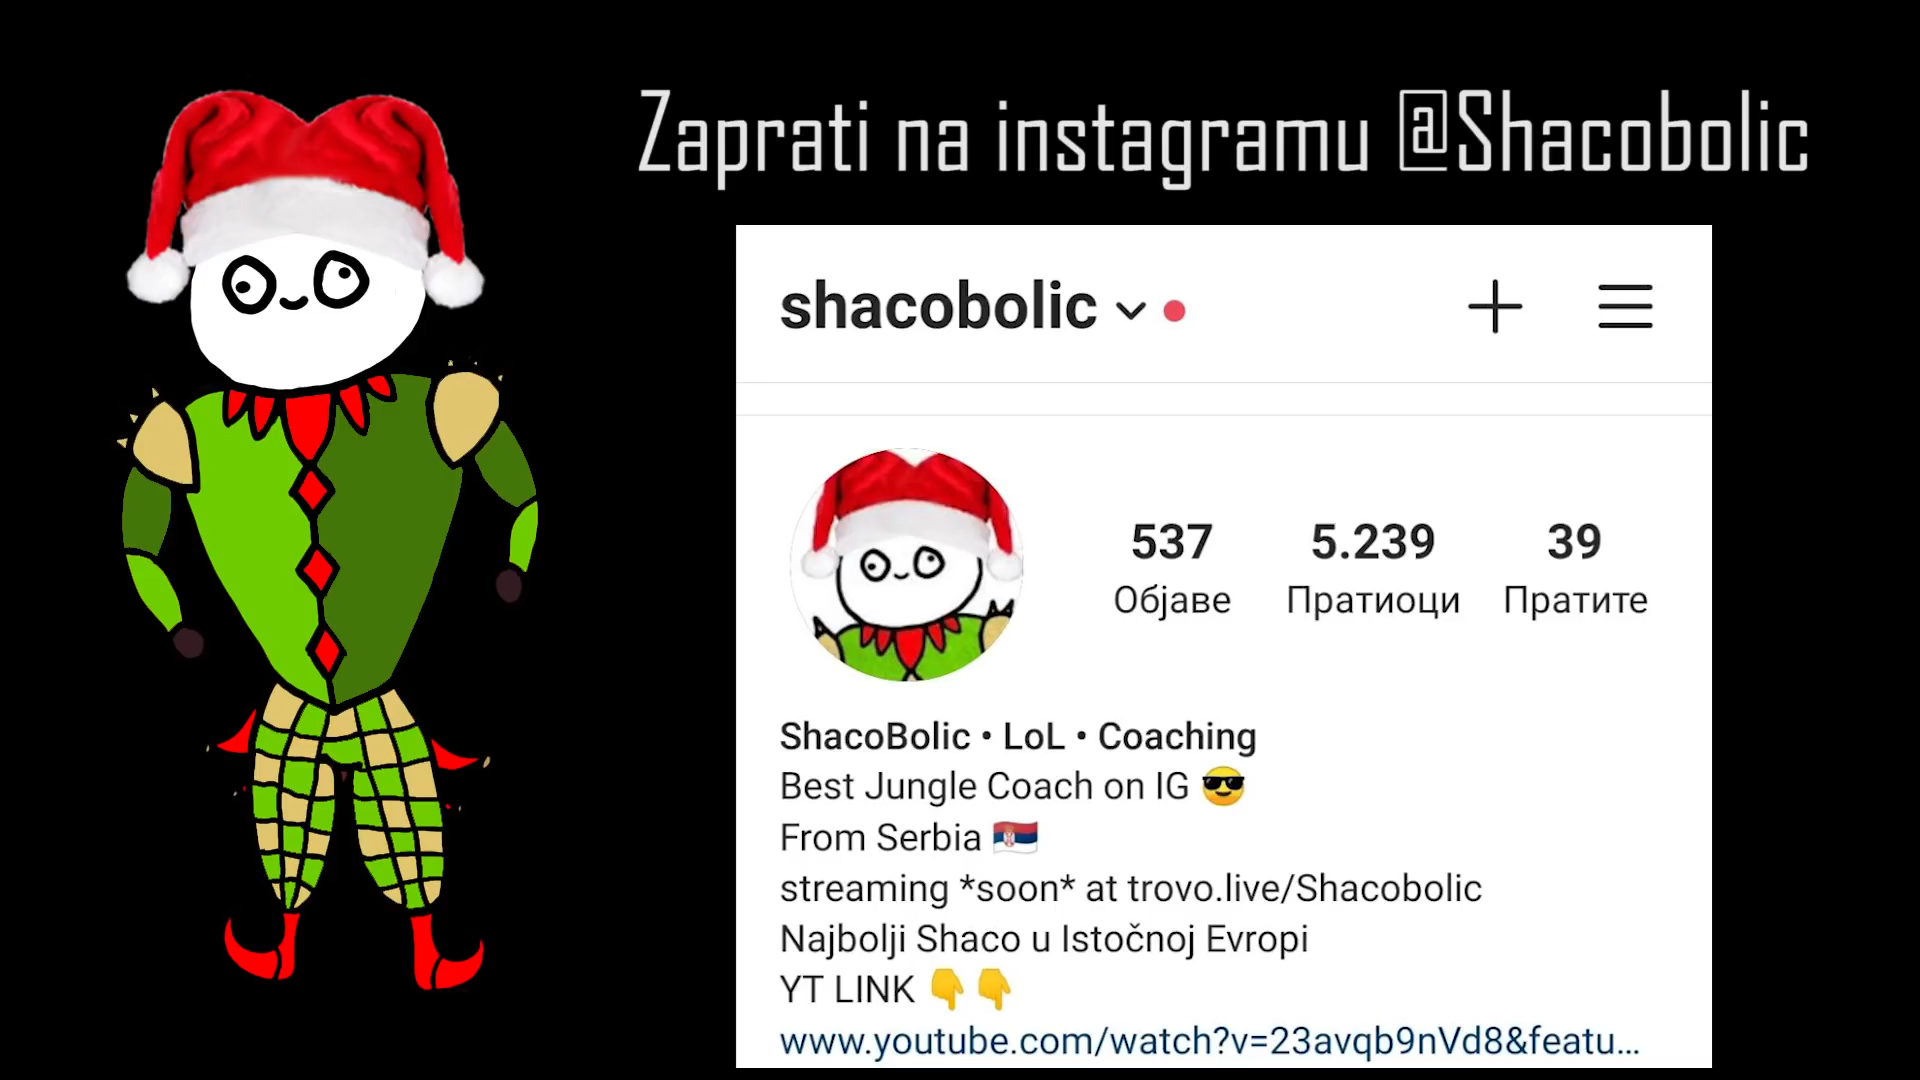 Zaprati na instagramu @Shacobolic
shacobolic
537 5.239 39
Објаве Пратиоци Пратите
ShacoBolic • LoL • Coaching
Best Jungle Coach on IG 😎
From Serbia 🇷🇸
streaming *soon* at trovo.live/Shacobolic
Najbolji Shaco u Istočnoj Evropi
YT LINK 👇👇
www.youtube.com/watch?v=23avqb9nVd8&featu...